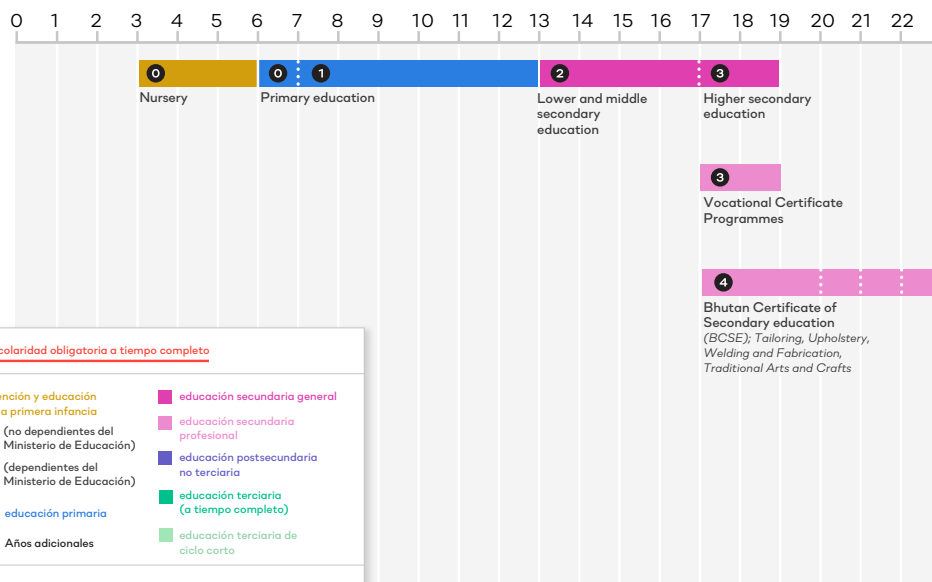 0 1 2 3 4 5 6 7 8 9 10 11 12 13 14 15 16 17 18 19 20 21 22
0 0 1 2 3
Nursery
Primary education
Lower and middle
secondary
education
Higher secondary
education
3
Vocational Certificate
Programmes
4
Bhutan Certificate of
Secondary education
(BCSE); Tailoring, Upholstery,
Welding and Fabrication,
Traditional Arts and Crafts
colaridad obligatoria a tiempo completo
nción y educación
a primera infancia
(no dependientes del
Ministerio de Educación)
(dependientes del
Ministerio de Educación)
educación primaria
Años adicionales
educación secundaria general
educación secundaria
profesional
educación postsecundaria
no terciaria
educación terciaria
(a tiempo completo)
educación terciaria de
ciclo corto